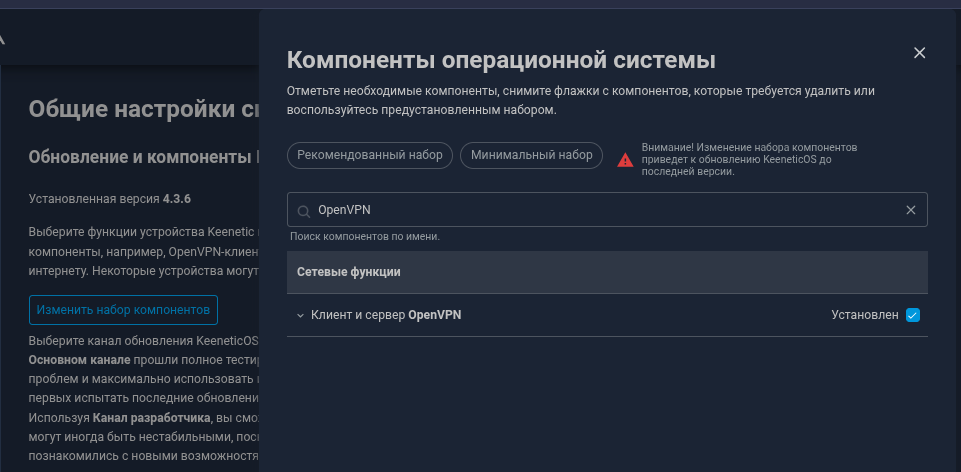 Общие настройки
Обновление и компоненты
Установленная версия 4.3.6
Выберите функции устройства Keenetic
компоненты, например, OpenVPN-клиен
интернету. Некоторые устройства могут
Изменить набор компонентов
Выберите канал обновления KeeneticOS
Основном канале прошли полное тести
проблем и максимально использовать
первых испытать последние обновлени
Используя Канал разработчика, вы смо
могут иногда быть нестабильными, пос
познакомились с новыми возможностя
Компоненты операционной системы
Отметьте необходимые компоненты, снимите флажки с компонентов, которые требуется удалить или
воспользуйтесь предустановленным набором.
Рекомендованный набор
Минимальный набор
Внимание! Изменение набора компонентов
приведет к обновлению KeeneticOS до
последней версии.
OpenVPN
Поиск компонентов по имени.
Сетевые функции
Клиент и сервер OpenVPN
Установлен